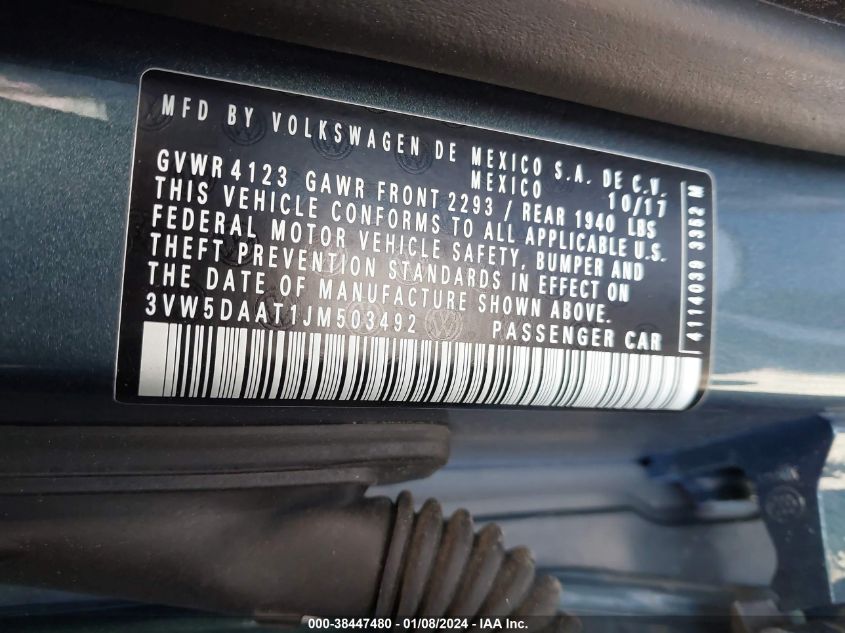 MFD BY VOLKSWAGEN DE MEXICO S.A. DE C.V.
MEXICO 10/17
GVWR 4123 GAWR FRONT 2293 / REAR 1940 LBS
THIS VEHICLE CONFORMS TO ALL APPLICABLE U.S.
FEDERAL MOTOR VEHICLE SAFETY, BUMPER AND
THEFT PREVENTION STANDARDS IN EFFECT ON
THE DATE OF MANUFACTURE SHOWN ABOVE.
3VW5DAAT1JM503492 PASSENGER CAR
4114039 382 M
000-38447480 - 01/08/2024 - IAA Inc.